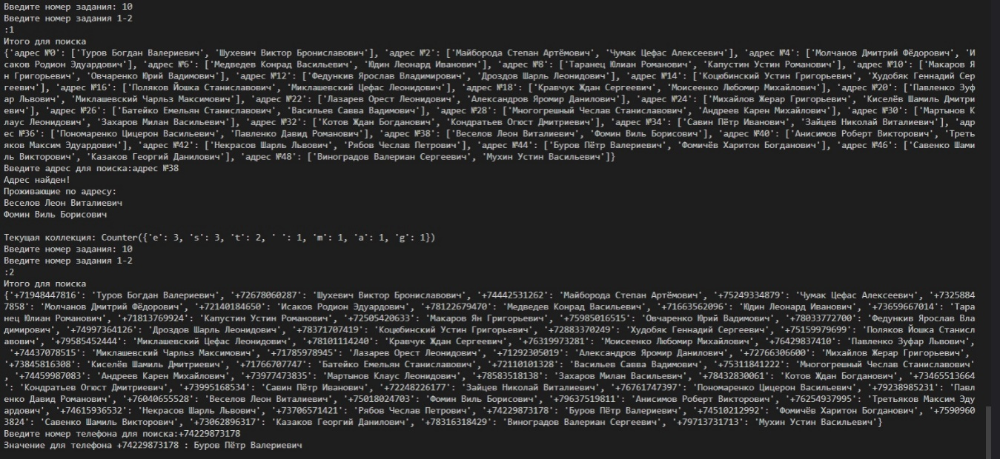 Введите номер задания: 10
Введите номер задания 1-2
:1
Итого для поиска
{'адрес №0': ['Туров Богдан Валериевич', 'Шухевич Виктор Брониславович'], 'адрес №2': ['Майборода Степан Артёмович', 'Чумак Цефас Алексеевич'], 'адрес №4': ['Молчанов Дмитрий Фёдорович', 'И
саков Родион Эдуардович'], 'адрес №6': ['Медведев Конрад Васильевич', 'Юдин Леонард Иванович'], 'адрес №8': ['Таранец Юлиан Романович', 'Капустин Устин Романович'], 'адрес №10': ['Макаров Я
н Григорьевич', 'Овчаренко Юрий Вадимович'], 'адрес №12': ['Федункив Ярослав Владимирович', 'Дроздов Шарль Леонидович'], 'адрес №14': ['Коцюбинский Устин Григорьевич', 'Худобяк Геннадий Сер
геевич'], 'адрес №16': ['Поляков Йошка Станиславович', 'Миклашевский Цефас Леонидович'], 'адрес №18': ['Кравчук Ждан Сергеевич', 'Моисеенко Любомир Михайлович'], 'адрес №20': ['Павленко Зуф
ар Львович', 'Миклашевский Чарльз Максимович'], 'адрес №22': ['Лазарев Орест Леонидович', 'Александров Яромир Данилович'], 'адрес №24': ['Михайлов Жерар Григорьевич', 'Киселёв Шамиль Дмитри
евич'], 'адрес №26': ['Батейко Емельян Станиславович', 'Васильев Савва Вадимович'], 'адрес №28': ['Многогрешный Чеслав Станиславович', 'Андреев Карен Михайлович'], 'адрес №30': ['Мартынов К
лаус Леонидович', 'Захаров Милан Васильевич'], 'адрес №32': ['Котов Ждан Богданович', 'Кондратьев Огюст Дмитриевич'], 'адрес №34': ['Савин Пётр Иванович', 'Зайцев Николай Виталиевич'], 'адр
ес №36': ['Пономаренко Цицерон Васильевич', 'Павленко Давид Романович'], 'адрес №38': ['Веселов Леон Виталиевич', 'Фомин Виль Борисович'], 'адрес №40': ['Анисимов Роберт Викторович', 'Треть
яков Максим Эдуардович'], 'адрес №42': ['Некрасов Шарль Львович', 'Рябов Чеслав Петрович'], 'адрес №44': ['Буров Пётр Валериевич', 'Фомичёв Харитон Богданович'], 'адрес №46': ['Савенко Шами
ль Викторович', 'Казаков Георгий Данилович'], 'адрес №48': ['Виноградов Валериан Сергеевич', 'Мухин Устин Васильевич']}
Введите адрес для поиска:адрес №38
Адрес найден!
Проживающие по адресу:
Веселов Леон Виталиевич
Фомин Виль Борисович
Текущая коллекция: Counter({'e': 3, 's': 3, 't': 2, ' ': 1, 'm': 1, 'a': 1, 'g': 1})
Введите номер задания: 10
Введите номер задания 1-2
:2
Итого для поиска
{'+71948447816': 'Туров Богдан Валериевич', '+72678060287': 'Шухевич Виктор Брониславович', '+74442531262': 'Майборода Степан Артёмович', '+75249334879': 'Чумак Цефас Алексеевич', '+7325884
7858': 'Молчанов Дмитрий Фёдорович', '+72140184650': 'Исаков Родион Эдуардович', '+78122679470': 'Медведев Конрад Васильевич', '+71663562096': 'Юдин Леонард Иванович', '+73659667014': 'Тара
нец Юлиан Романович', '+71813769924': 'Капустин Устин Романович', '+72505420633': 'Макаров Ян Григорьевич', '+75985016515': 'Овчаренко Юрий Вадимович', '+78033772700': 'Федункив Ярослав Вла
димирович', '+74997364126': 'Дроздов Шарль Леонидович', '+78371707419': 'Коцюбинский Устин Григорьевич', '+72883370249': 'Худобяк Геннадий Сергеевич', '+75159979699': 'Поляков Йошка Станисл
авович', '+79585452444': 'Миклашевский Цефас Леонидович', '+78101114240': 'Кравчук Ждан Сергеевич', '+76319973281': 'Моисеенко Любомир Михайлович', '+76429837410': 'Павленко Зуфар Львович',
'+74437078515': 'Миклашевский Чарльз Максимович', '+71785978945': 'Лазарев Орест Леонидович', '+71292305019': 'Александров Яромир Данилович', '+72766306600': 'Михайлов Жерар Григорьевич',
'+73845816308': 'Киселёв Шамиль Дмитриевич', '+71766707747': 'Батейко Емельян Станиславович', '+72110101328': 'Васильев Савва Вадимович', '+75311841222': 'Многогрешный Чеслав Станиславович'
, '+74459987083': 'Андреев Карен Михайлович', '+73977473835': 'Мартынов Клаус Леонидович', '+78583518138': 'Захаров Милан Васильевич', '+78432830061': 'Котов Ждан Богданович', '+73465513664
': 'Кондратьев Огюст Дмитриевич', '+73995168534': 'Савин Пётр Иванович', '+72248226177': 'Зайцев Николай Виталиевич', '+76761747397': 'Пономаренко Цицерон Васильевич', '+79238985231': 'Павл
енко Давид Романович', '+76040655528': 'Веселов Леон Виталиевич', '+75018024703': 'Фомин Виль Борисович', '+79637519811': 'Анисимов Роберт Викторович', '+76254937995': 'Третьяков Максим Эду
ардович', '+74615936532': 'Некрасов Шарль Львович', '+73706571421': 'Рябов Чеслав Петрович', '+74229873178': 'Буров Пётр Валериевич', '+74510212992': 'Фомичёв Харитон Богданович', '+7590960
3824': 'Савенко Шамиль Викторович', '+73062896317': 'Казаков Георгий Данилович', '+78316318429': 'Виноградов Валериан Сергеевич', '+79713731713': 'Мухин Устин Васильевич'}
Введите номер телефона для поиска:+74229873178
Значение для телефона +74229873178 : Буров Пётр Валериевич